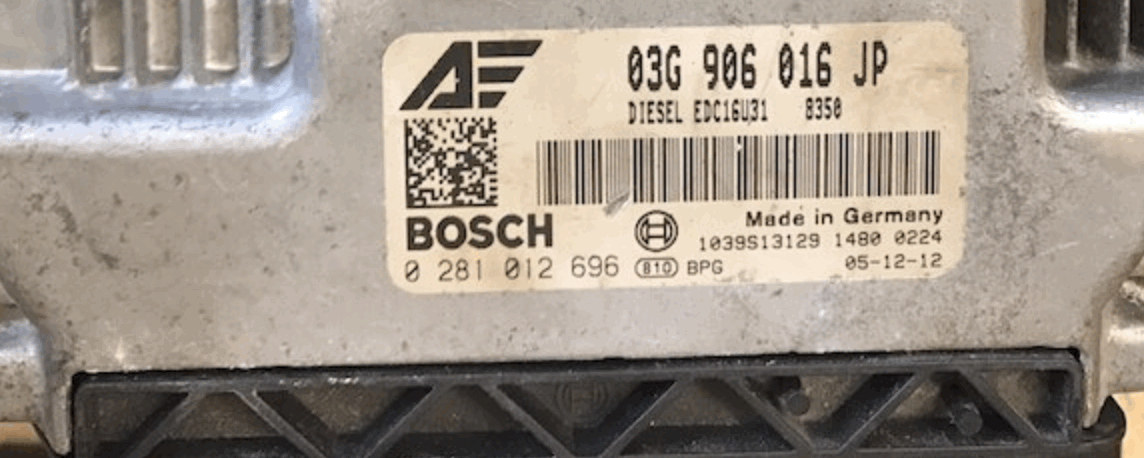 AE
03G 906 016 JP
DIESEL EDC16U31 8350
BOSCH
Made in Germany
1039S13129 1480 0224
0 281 012 696 810 BPG
05-12-12